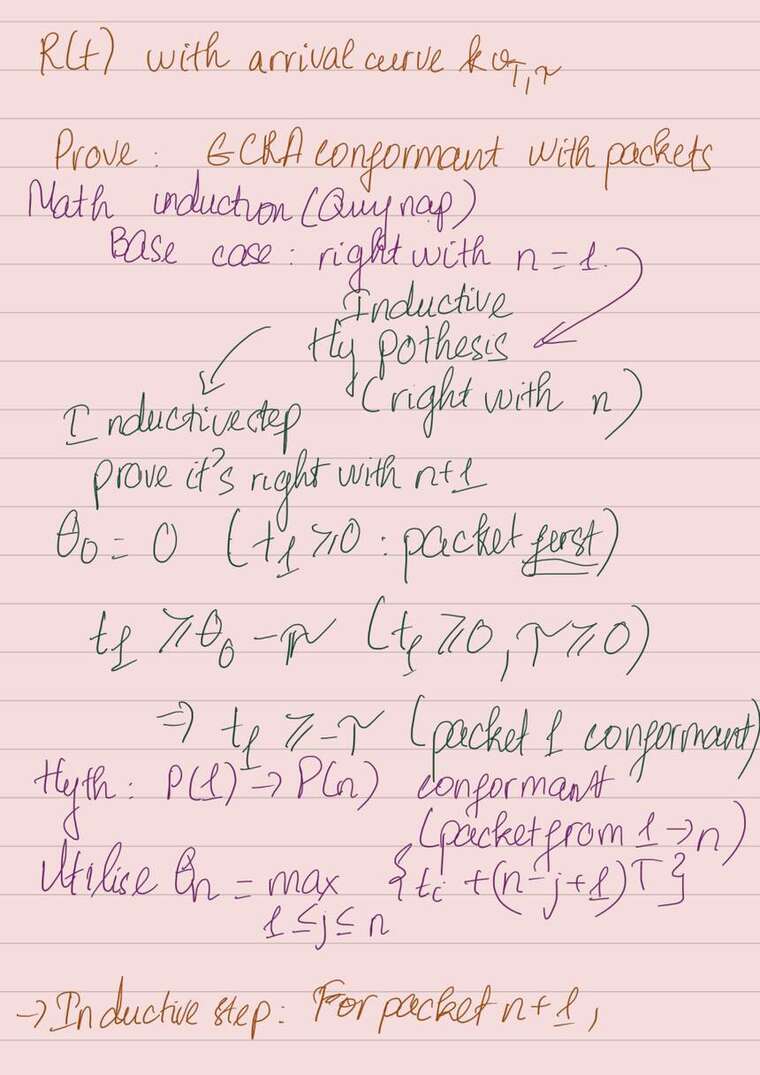 R(t) with arrival curve k υ_{T,τ}
Prove: GCRA conformant with packets
Math induction (Quy nap)
Base case: right with n = 1.
Inductive
Hypothesis
(right with n)
Inductive step
prove it's right with n+1
θ₀ = 0 (t₁ ≥ 0 : packet first)
t₁ ≥ θ₀ - τ (t₁ ≥ 0, τ ≥ 0)
⇒ t₁ ≥ -τ (packet 1 conformant)
Hyth: P(1) → P(n) conformant
(packet from 1 → n)
Utilise θn = max {ti + (n-j+1)T}
1 ≤ j ≤ n
→ Inductive step: For packet n+1,